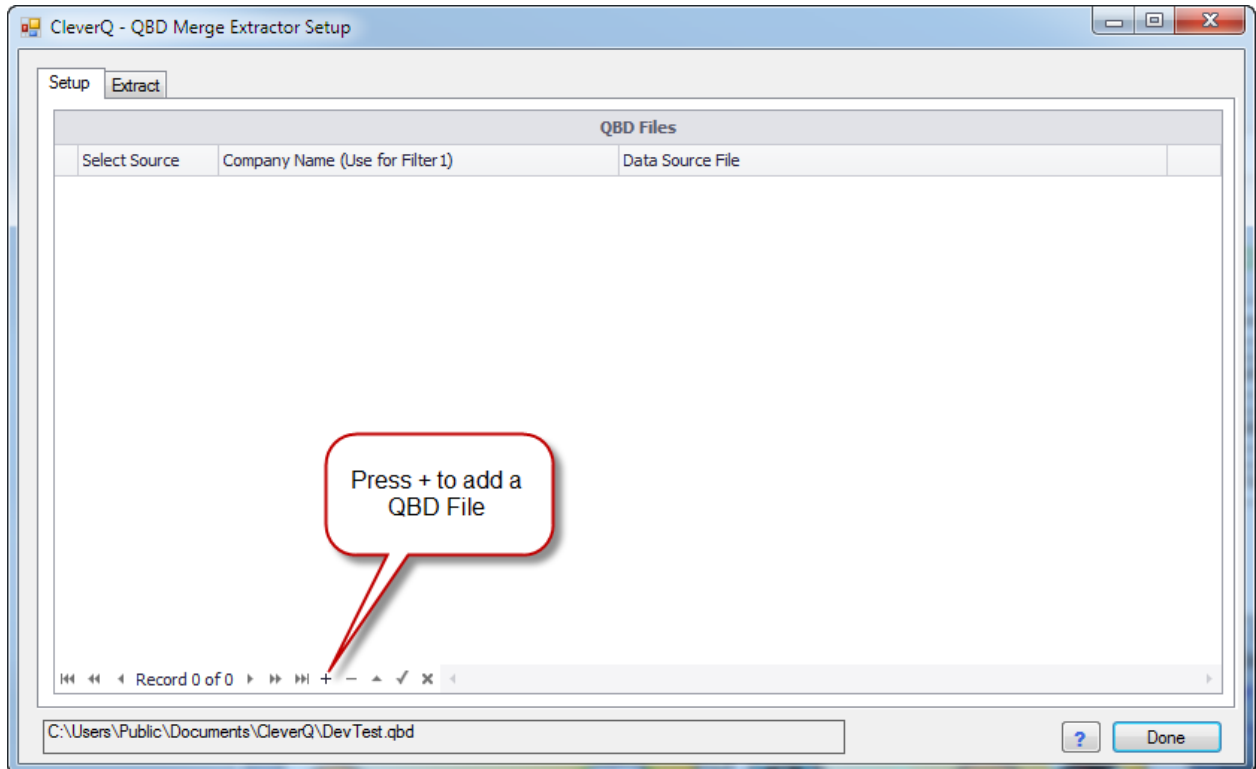 CleverQ - QBD Merge Extractor Setup
Setup Extract
QBD Files
Select Source Company Name (Use for Filter1) Data Source File
Press + to add a
QBD File
Record 0 of 0
C:\Users\Public\Documents\CleverQ\DevTest.qbd
? Done